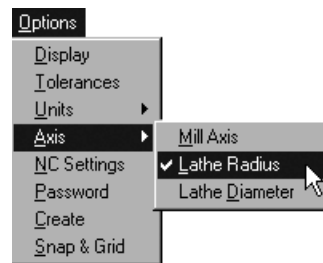 Options
Display
Tolerances
Units
Axis
NC Settings
Password
Create
Snap & Grid
Mill Axis
Lathe Radius
Lathe Diameter